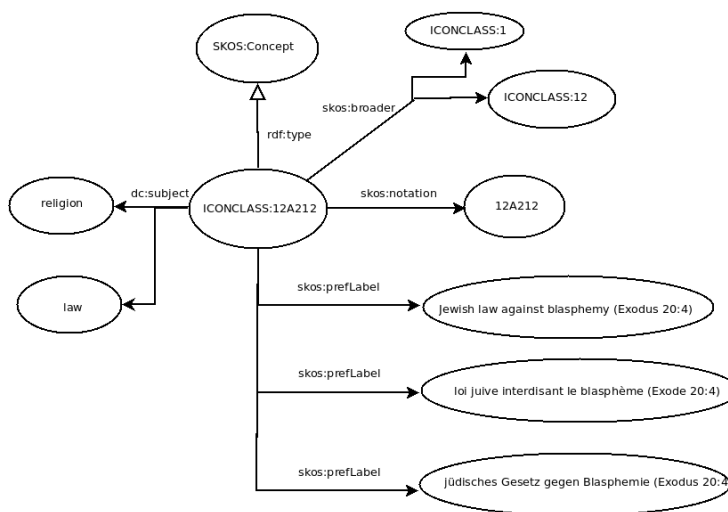 ICONCLASS:1
SKOS:Concept
ICONCLASS:12
skos:broader
rdf:type
dc:subject
skos:notation
religion
ICONCLASS:12A212
12A212
skos:prefLabel
law
Jewish law against blasphemy (Exodus 20:4)
skos:prefLabel
loi juive interdisant le blasphème (Exode 20:4)
skos:prefLabel
jüdisches Gesetz gegen Blasphemie (Exodus 20:4